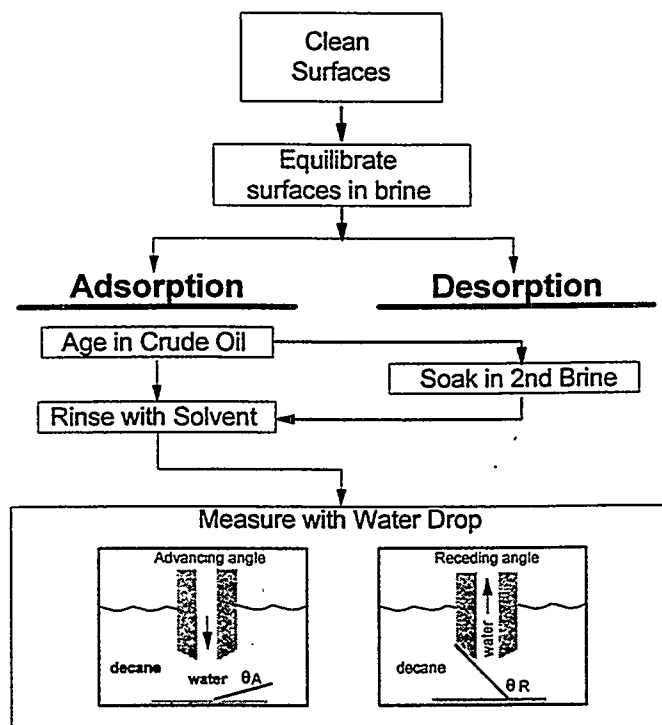 Clean
Surfaces
Equilibrate
surfaces in brine
Adsorption
Desorption
Age in Crude Oil
Soak in 2nd Brine
Rinse with Solvent
Measure with Water Drop
Advancing angle
decane
water
θA
Receding angle
water
decane
θR